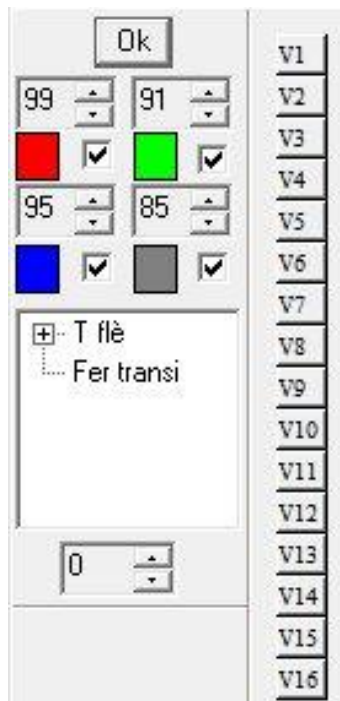 Ok
99 91
95 85
T flè
Fer transi
0
V1
V2
V3
V4
V5
V6
V7
V8
V9
V10
V11
V12
V13
V14
V15
V16